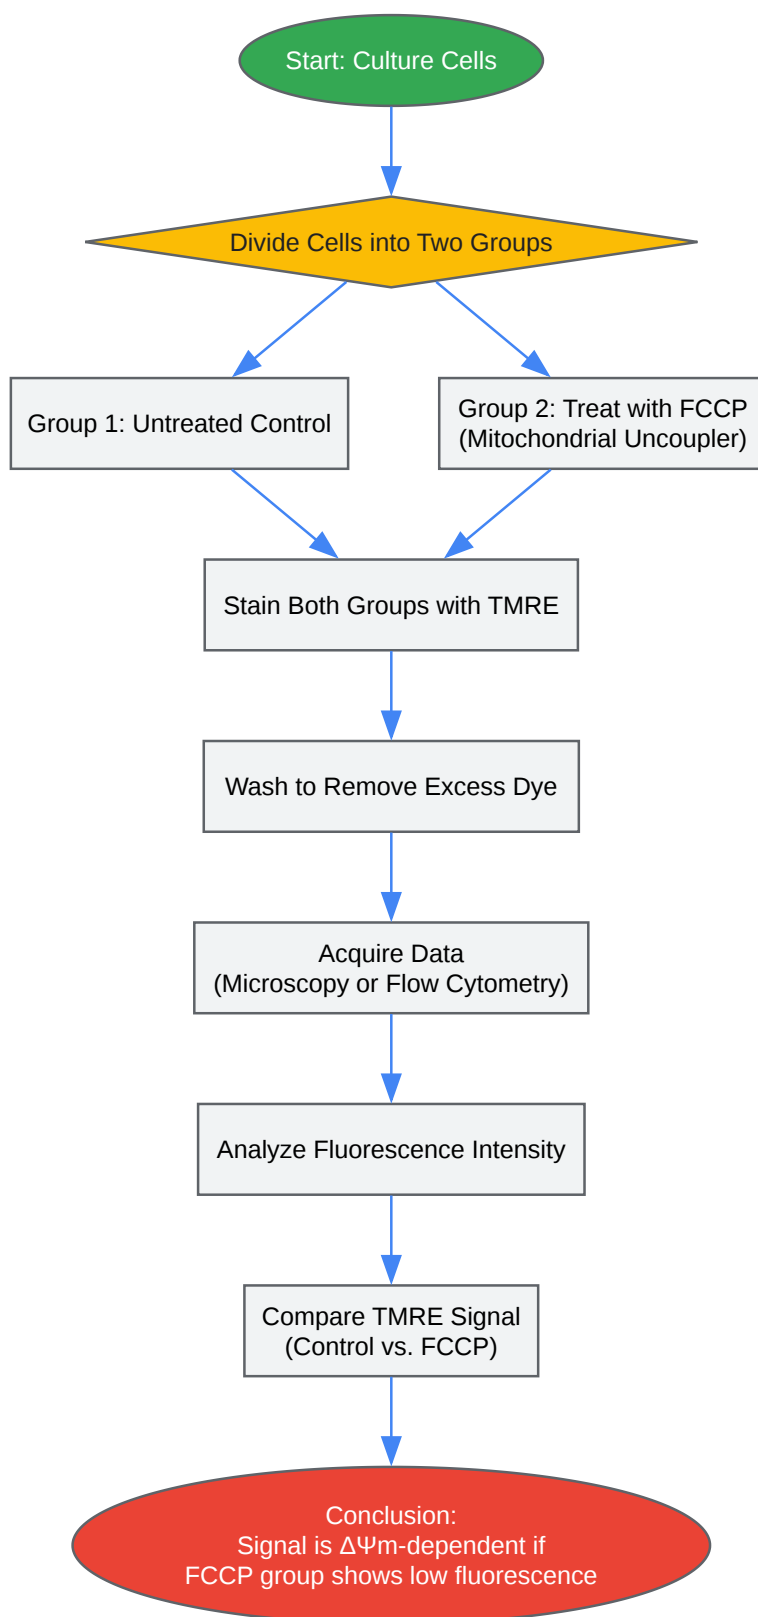 Start: Culture Cells
Divide Cells into Two Groups
Group 1: Untreated Control
Group 2: Treat with FCCP
(Mitochondrial Uncoupler)
Stain Both Groups with TMRE
Wash to Remove Excess Dye
Acquire Data
(Microscopy or Flow Cytometry)
Analyze Fluorescence Intensity
Compare TMRE Signal
(Control vs. FCCP)
Conclusion:
Signal is ΔΨm-dependent if
FCCP group shows low fluorescence